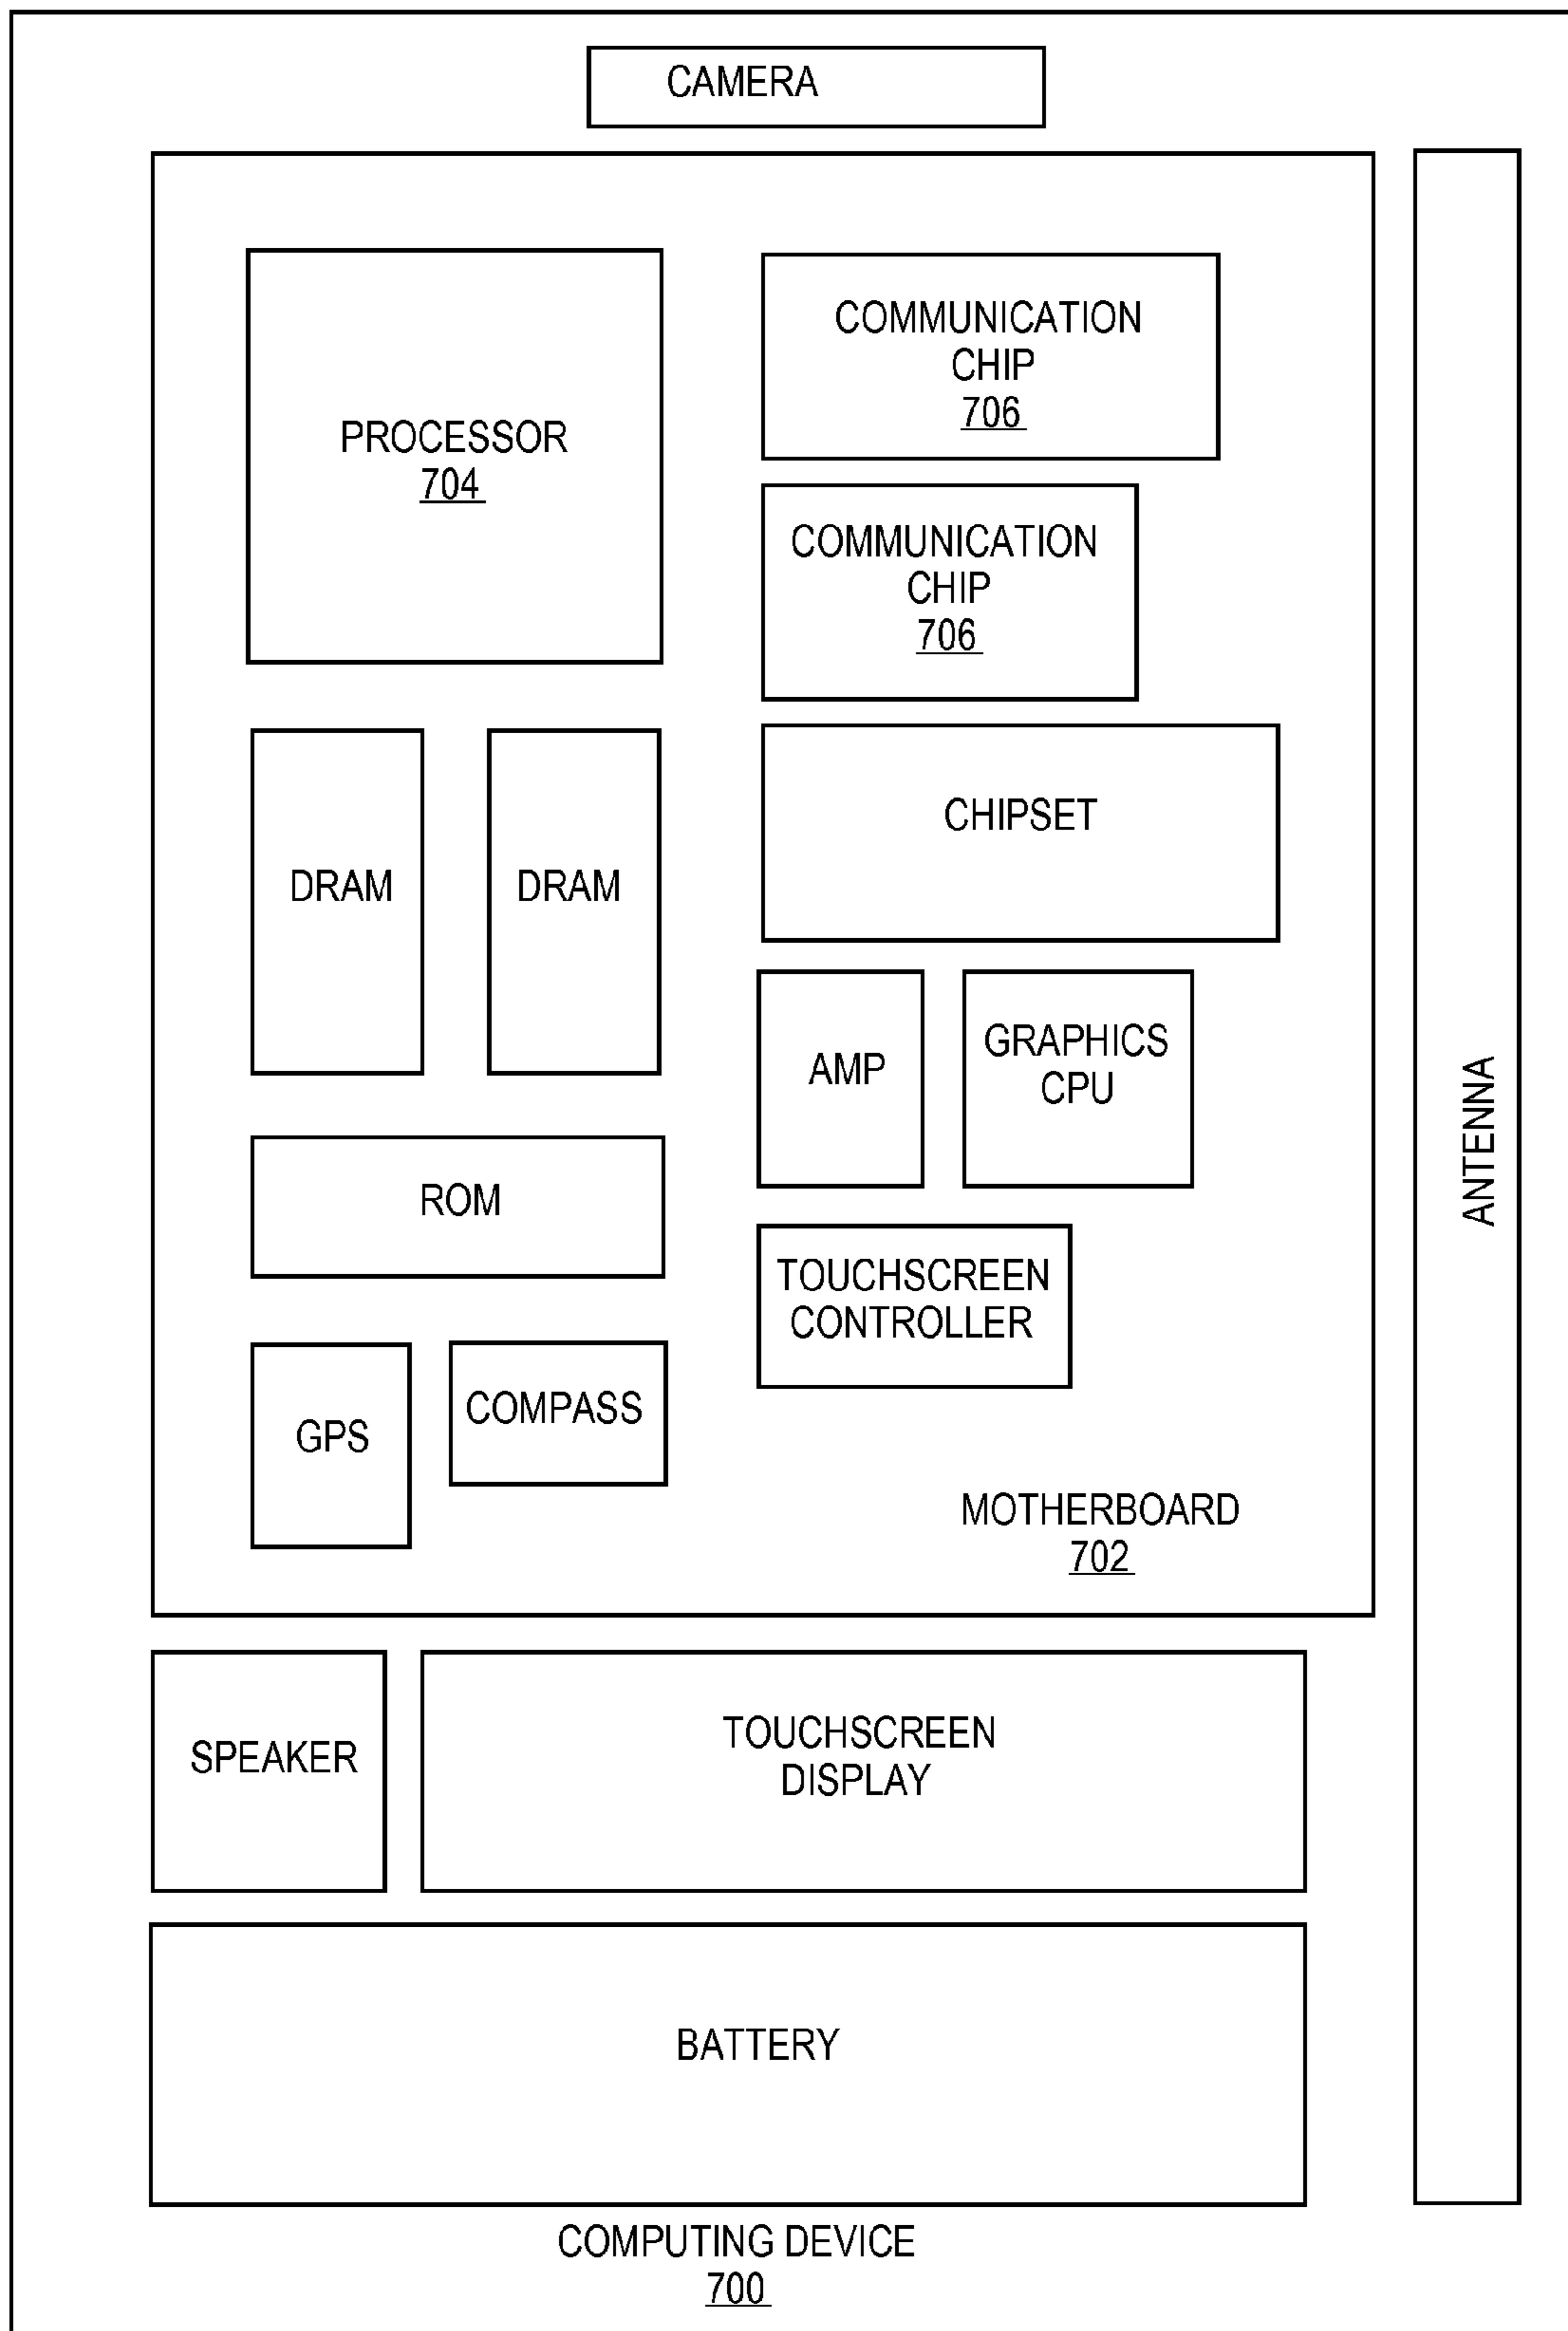 CAMERA
PROCESSOR
704
COMMUNICATION
CHIP
706
COMMUNICATION
CHIP
706
DRAM
DRAM
CHIPSET
AMP
GRAPHICS
CPU
ROM
TOUCHSCREEN
CONTROLLER
GPS
COMPASS
MOTHERBOARD
702
ANTENNA
SPEAKER
TOUCHSCREEN
DISPLAY
BATTERY
COMPUTING DEVICE
700